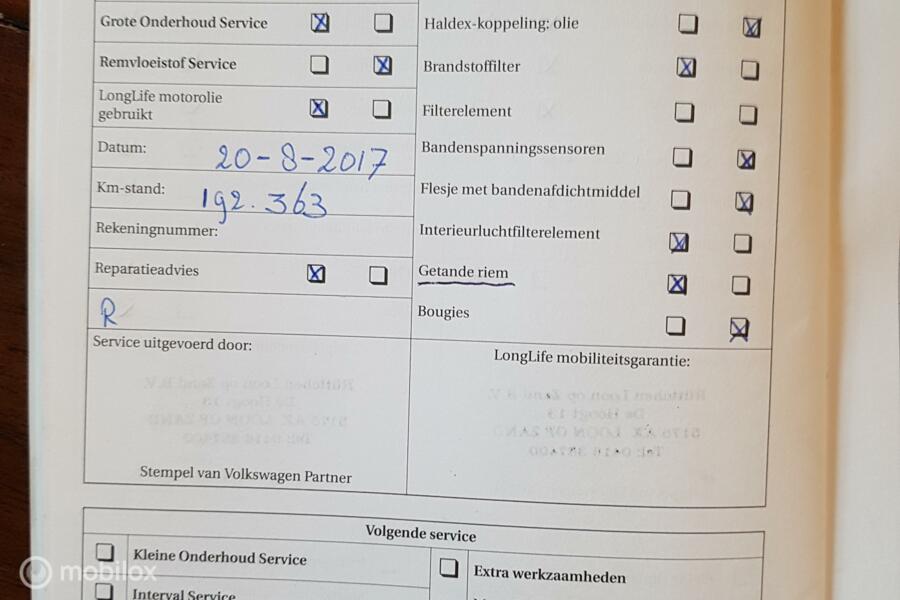 Grote Onderhoud Service
Remvloeistof Service
LongLife motorolie
gebruikt
Datum: 20-8-2017
Km-stand: 192.363
Rekeningnummer:
Reparatieadvies
R
Service uitgevoerd door:
Stempel van Volkswagen Partner
Haldex-koppeling: olie
Brandstoffilter
Filterelement
Bandenspanningssensoren
Flesje met bandenafdichtmiddel
Interieurluchtfilterelement
Getande riem
Bougies
LongLife mobiliteitsgarantie:
Volgende service
Kleine Onderhoud Service
Interval Service
Extra werkzaamheden
mobilox